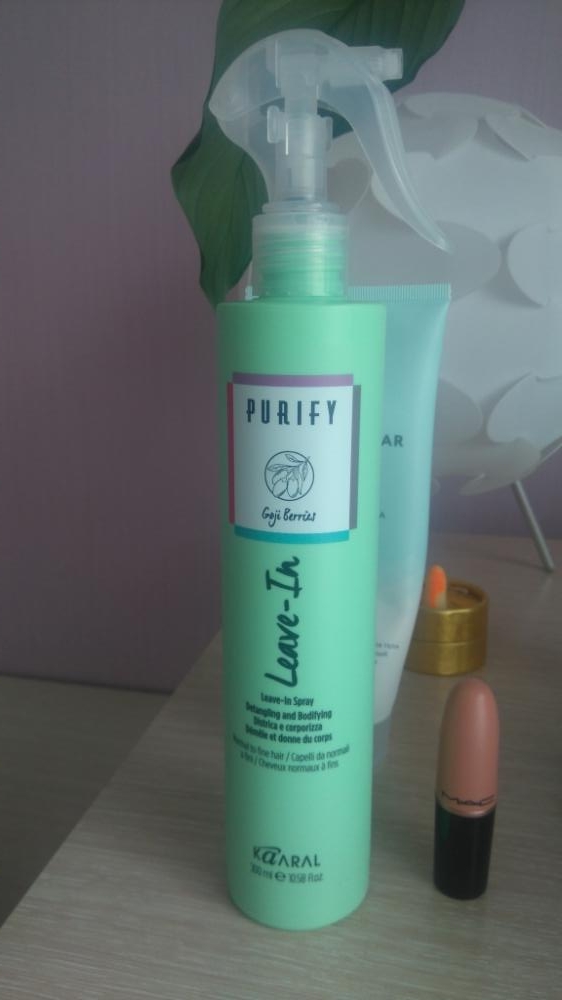 PURIFY
Goji Berries
Leave-In
Leave-In Spray
Detangling and Bodifying
Districa e corporizza
Démêle et donne du corps
Normal to fine hair / Capelli da normali
a fini / Cheveux normaux à fins
KAARAL
300 ml e 10.58 fl.oz
AR
A
MAC